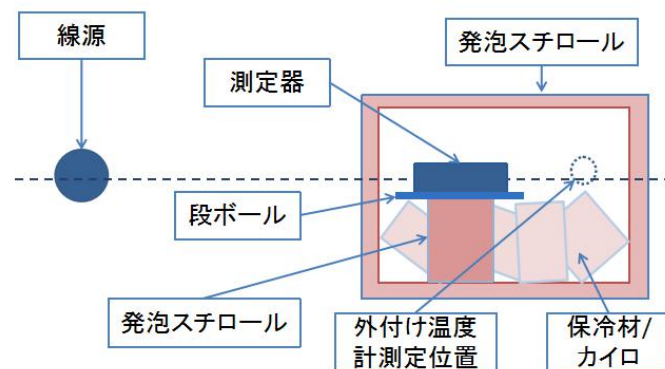 線源
発泡スチロール
測定器
段ボール
発泡スチロール
外付け温度
計測定位置
保冷材/
カイロ